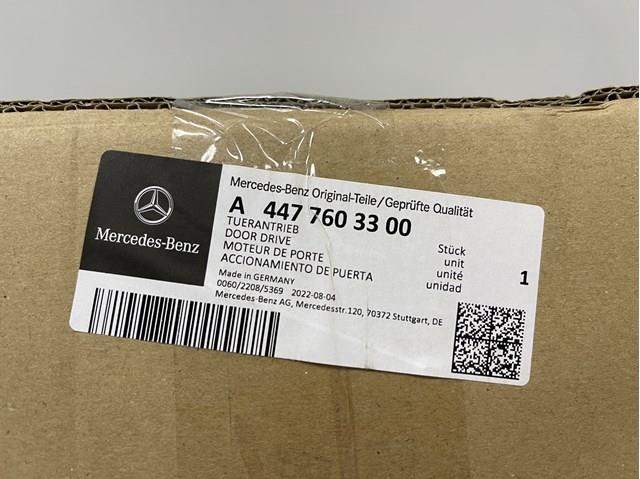 Mercedes-Benz
Mercedes-Benz Original-Teile/Geprüfte Qualität
A 447 760 33 00
TUERANTRIEB
DOOR DRIVE
MOTEUR DE PORTE
ACCIONAMIENTO DE PUERTA
Stück
unit
unité
unidad
1
Made in GERMANY
0060/2208/5369 2022-08-04
Mercedes-Benz AG, Mercedesstr.120, 70372 Stuttgart, DE